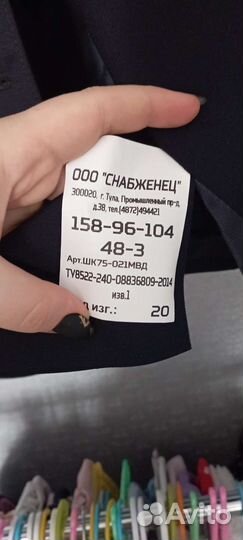 ООО "СНАБЖЕНЕЦ"
300020, г. Тула, Промышленный пр-д,
д.38, тел.(4872)494421
158-96-104
48-3
Арт.ШК75-021МВД
ТУ8522-240-08836809-2014
изв.1
д изг.: 20
Avito